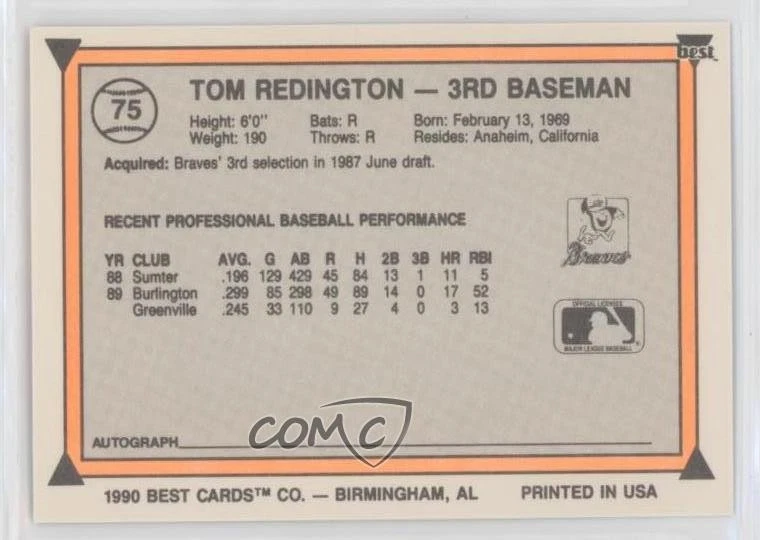 best
75
TOM REDINGTON — 3RD BASEMAN
Height: 6'0" Bats: R Born: February 13, 1969
Weight: 190 Throws: R Resides: Anaheim, California
Acquired: Braves' 3rd selection in 1987 June draft.
RECENT PROFESSIONAL BASEBALL PERFORMANCE
YR CLUB AVG. G AB R H 2B 3B HR RBI
88 Sumter .196 129 429 45 84 13 1 11 5
89 Burlington .299 85 298 49 89 14 0 17 52
Greenville .245 33 110 9 27 4 0 3 13
Braves
OFFICIAL LICENSEE
MAJOR LEAGUE BASEBALL
AUTOGRAPH
COMC
1990 BEST CARDS™ CO. — BIRMINGHAM, AL PRINTED IN USA